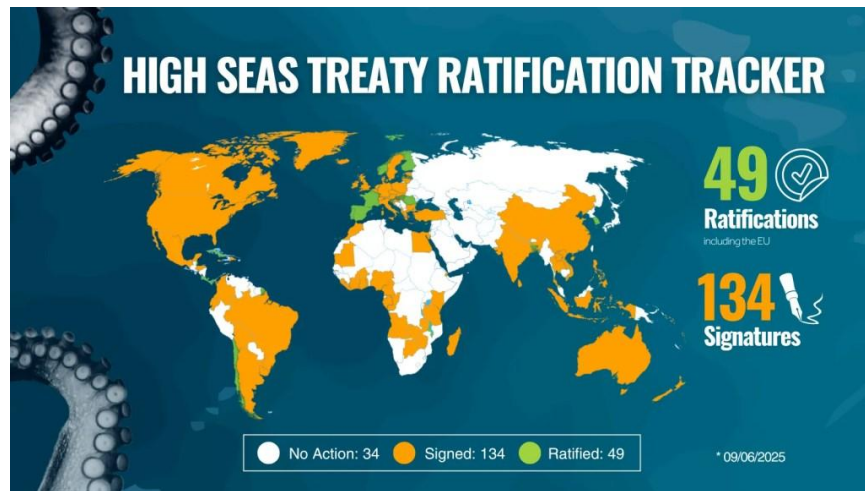 HIGH SEAS TREATY RATIFICATION TRACKER
49
Ratifications
including the EU
134
Signatures
No Action: 34 Signed: 134 Ratified: 49
* 09/06/2025